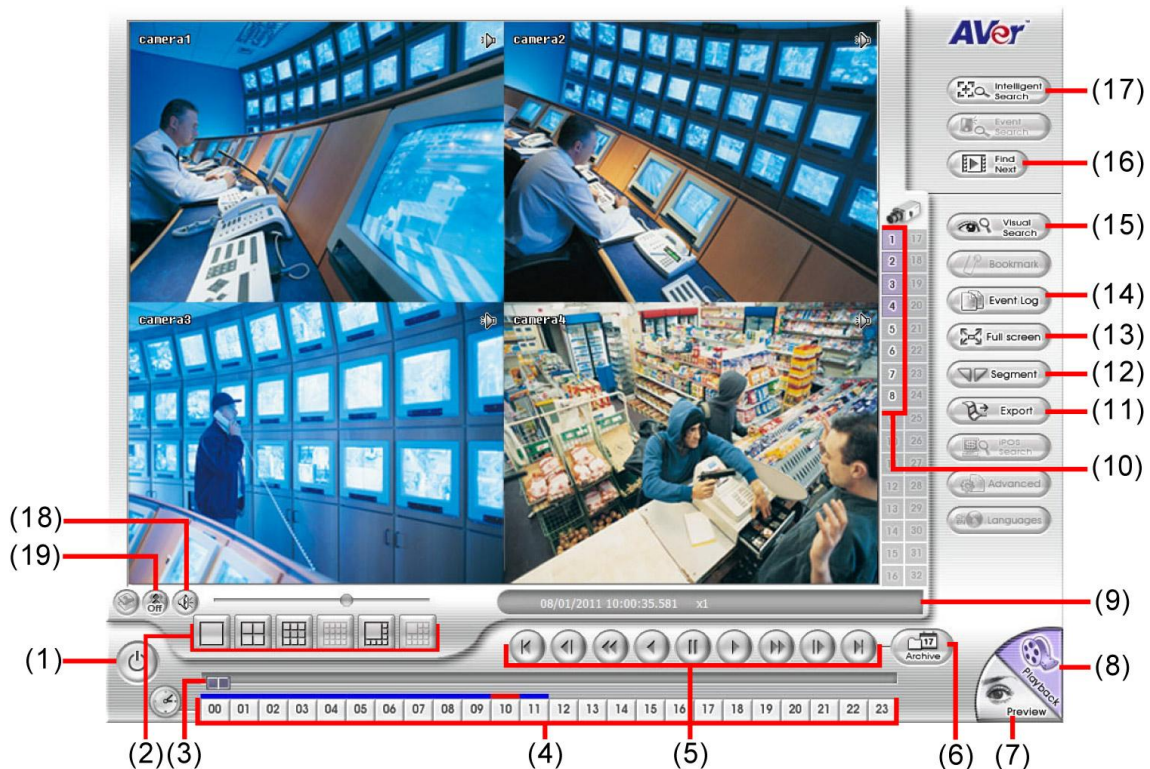 camera1
camera2
AVer
Intelligent
Search
(17)
Event
Search
Find
Next
(16)
1 17
2 18
3 19
4 20
5 21
6 22
7 23
8 24
25
26
27
12 28
13 29
14 30
15 31
16 32
Visual
Search
(15)
Bookmark
Event Log
(14)
camera3
camera4
Full screen
(13)
Segment
(12)
Export
(11)
iPOS
Search
(10)
Advanced
Languages
(18)
(19)
Off
08/01/2011 10:00:35.581 x1
(9)
(1)
17
Archive
Playback
(8)
Preview
(3)
00 01 02 03 04 05 06 07 08 09 10 11 12 13 14 15 16 17 18 19 20 21 22 23
(2)
(4)
(5)
(6)
(7)